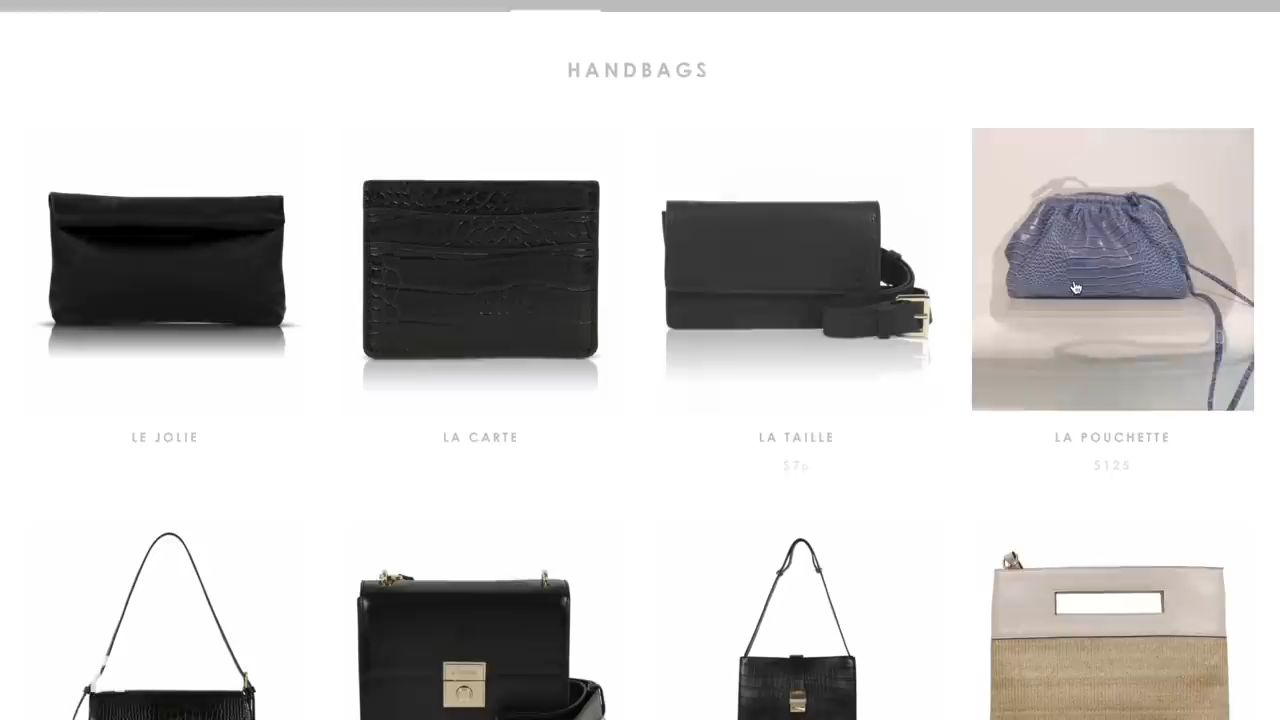 HANDBAGS
LE JOLIE
LA CARTE
LA TAILLE
LA POUCHETTE
$125